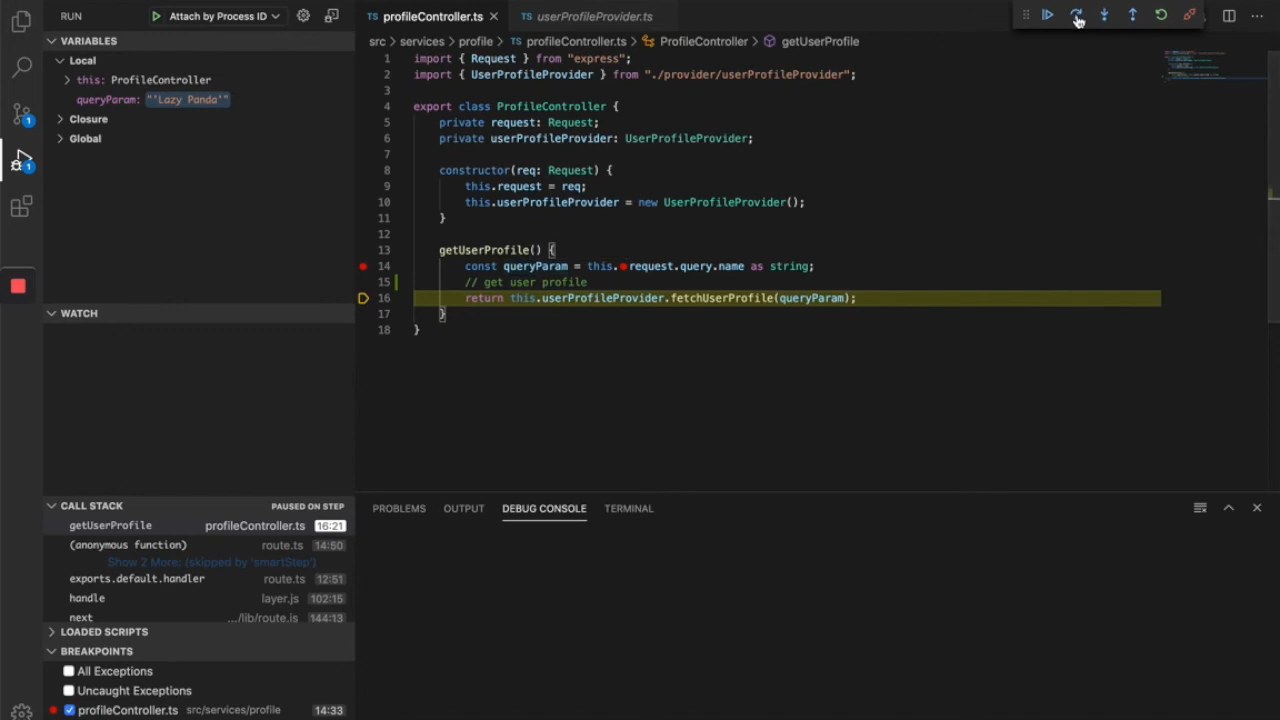 RUN
Attach by Process ID
VARIABLES
Local
this: ProfileController
queryParam: "'Lazy Panda'"
Closure
Global
WATCH
CALL STACK PAUSED ON STEP
getUserProfile profileController.ts 16:21
(anonymous function) route.ts 14:50
Show 2 More: (skipped by 'smartStep')
exports.default.handler route.ts 12:51
handle layer.js 102:15
next .../lib/route.js 144:13
LOADED SCRIPTS
BREAKPOINTS
All Exceptions
Uncaught Exceptions
profileController.ts src/services/profile 14:33
1
1
TS profileController.ts
TS userProfileProvider.ts
src > services > profile > TS profileController.ts > ProfileController > getUserProfile
1 import { Request } from "express";
2 import { UserProfileProvider } from "./provider/userProfileProvider";
3
4 export class ProfileController {
5 private request: Request;
6 private userProfileProvider: UserProfileProvider;
7
8 constructor(req: Request) {
9 this.request = req;
10 this.userProfileProvider = new UserProfileProvider();
11 }
12
13 getUserProfile() {
14 const queryParam = this.request.query.name as string;
15 // get user profile
16 return this.userProfileProvider.fetchUserProfile(queryParam);
17 }
18 }
PROBLEMS OUTPUT DEBUG CONSOLE TERMINAL